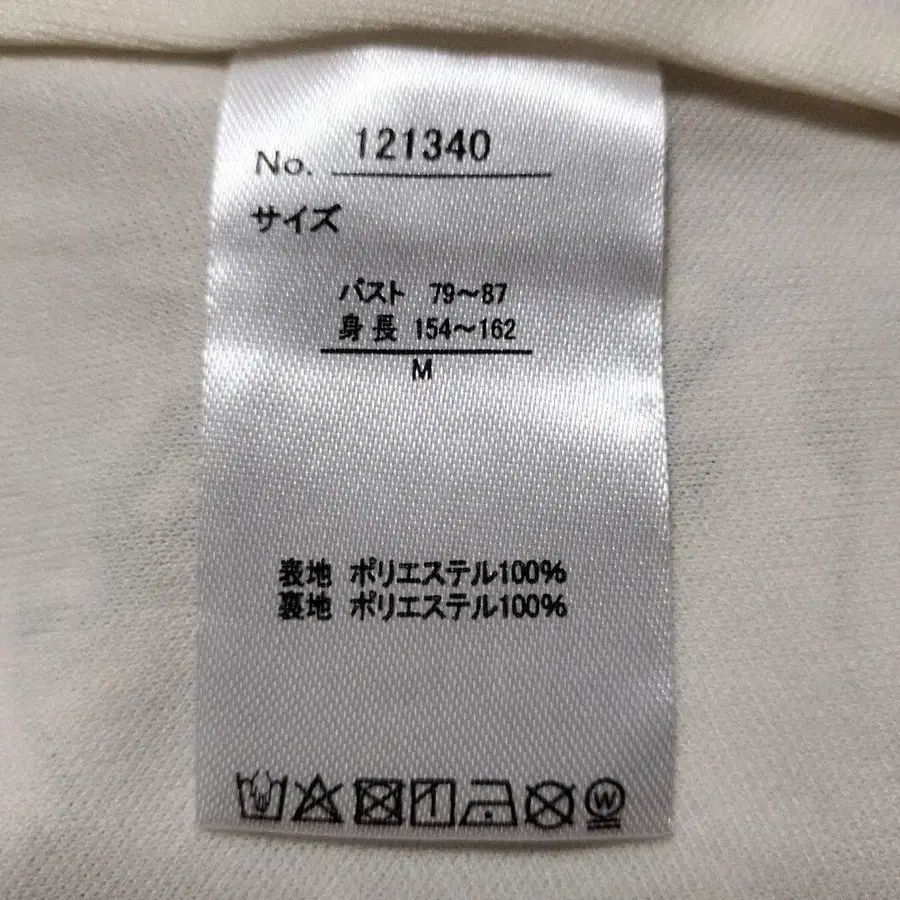 No. 121340
サイズ
バスト 79～87
身長 154～162
M
表地 ポリエステル100%
裏地 ポリエステル100%
W